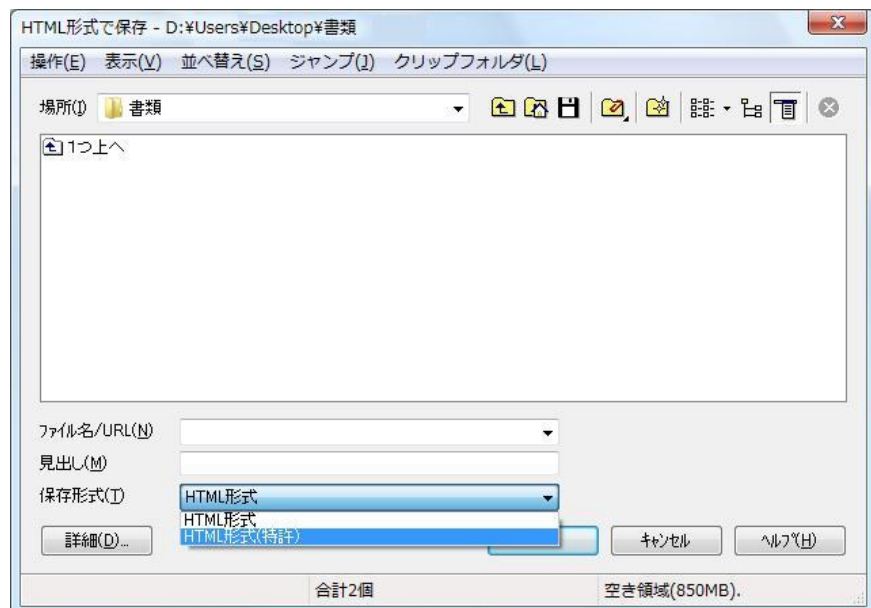 HTML形式で保存 - D:¥Users¥Desktop¥書類
操作(E) 表示(V) 並べ替え(S) ジャンプ(J) クリップフォルダ(L)
場所(I) 書類
1つ上へ
ファイル名/URL(N)
見出し(M)
保存形式(T) HTML形式
HTML形式
HTML形式(特許)
詳細(D)... キャンセル ヘルプ(H)
合計2個 空き領域(850MB).